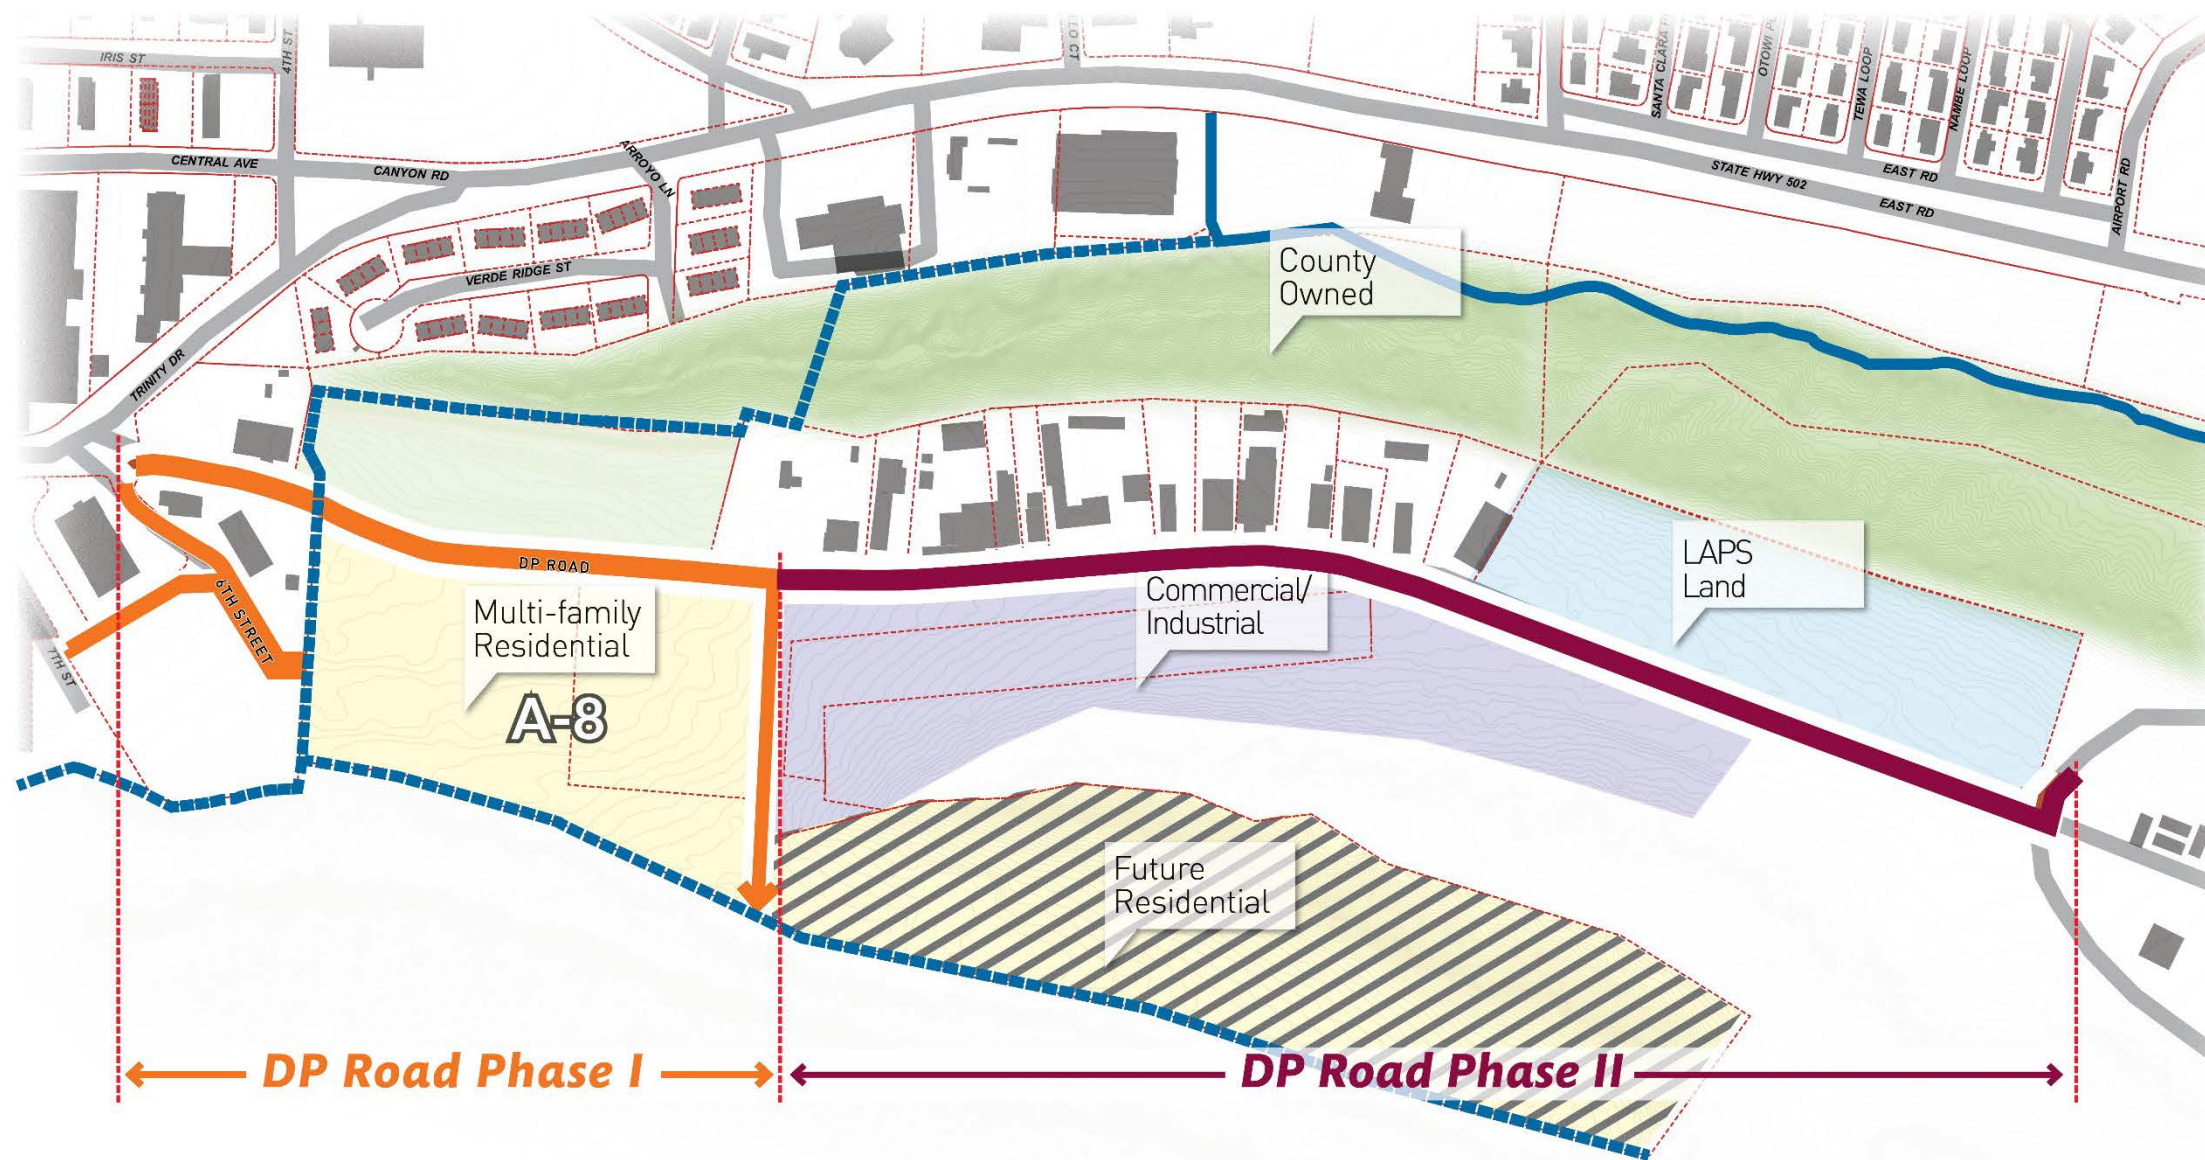 IRIS ST
4TH ST
SANTA CLARA
TEWA LOOP
NAMBE LOOP
CENTRAL AVE
CANYON RD
ARROYO LN
STATE HWY 502
EAST RD
EAST RD
AIRPORT RD
VERDE RIDGE ST
County
Owned
TRINITY DR
DP ROAD
LAPS
Land
6TH STREET
7TH ST
Multi-family
Residential
A-8
Commercial/
Industrial
Future
Residential
DP Road Phase I
DP Road Phase II